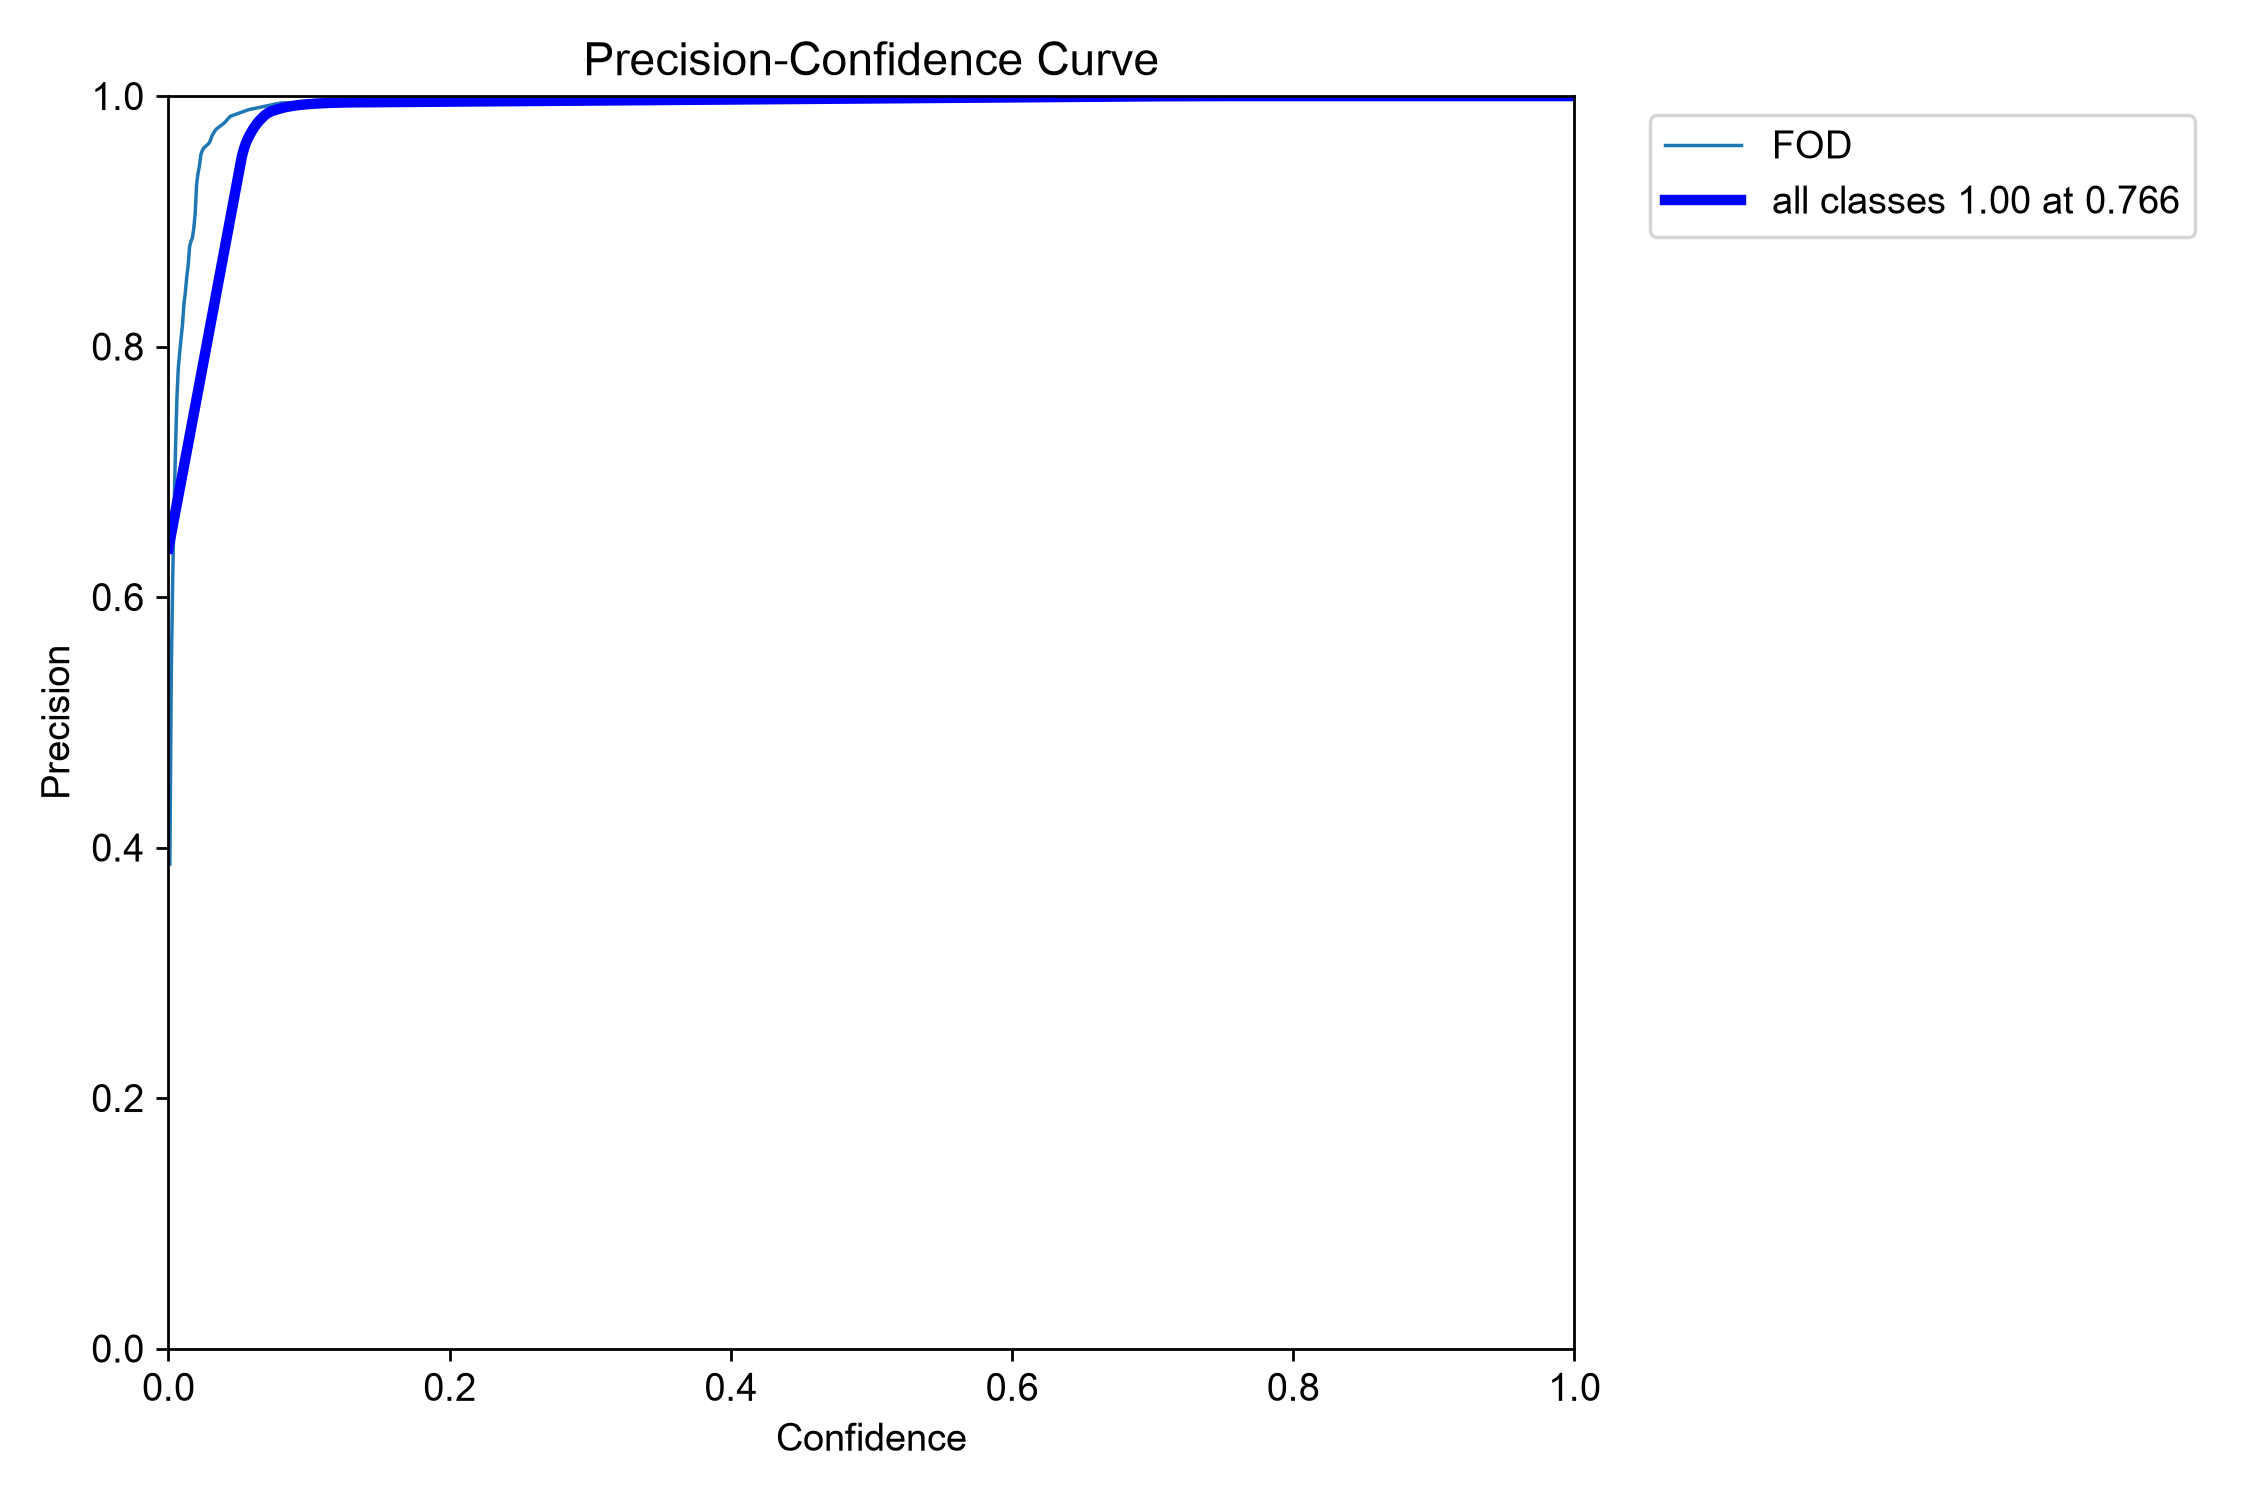 Precision-Confidence Curve
1.0
0.8
0.6
0.4
0.2
0.0
Precision
0.0 0.2 0.4 0.6 0.8 1.0
Confidence
FOD
all classes 1.00 at 0.766